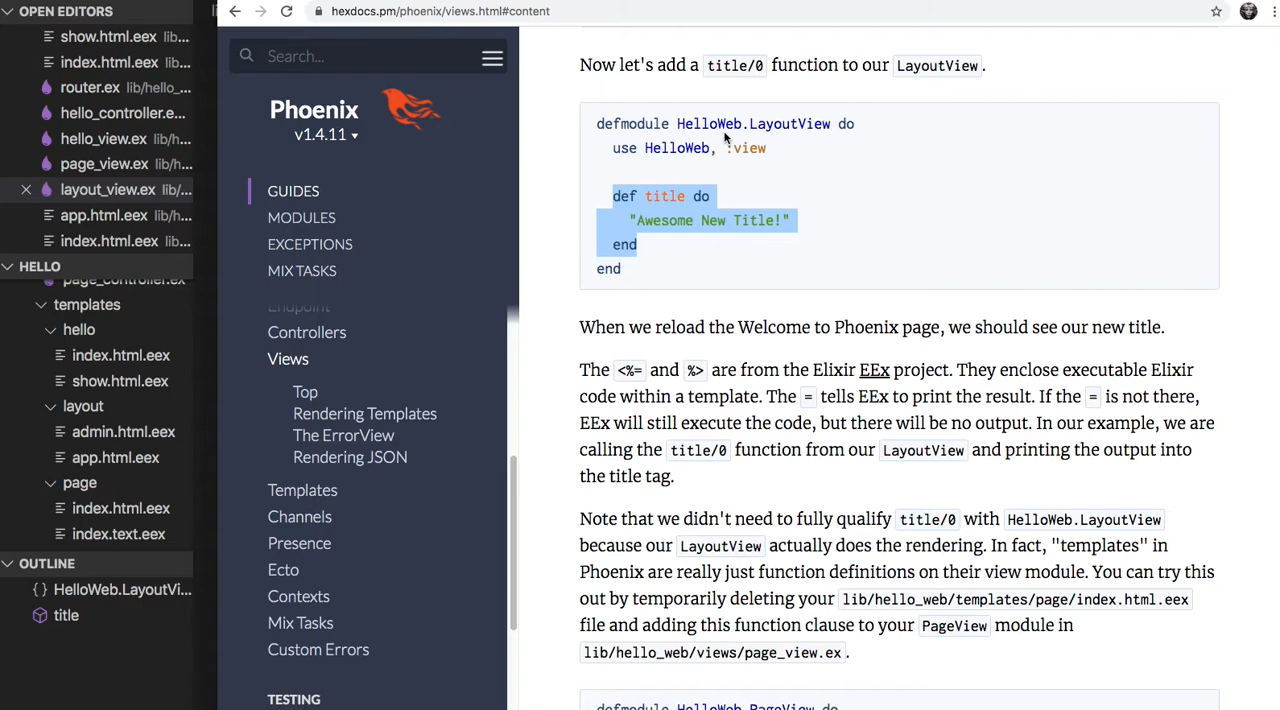 OPEN EDITORS
show.html.eex lib...
index.html.eex lib...
router.ex lib/hello_...
hello_controller.e...
hello_view.ex lib/h...
page_view.ex lib/h...
layout_view.ex lib/...
app.html.eex lib/h...
index.html.eex lib...
HELLO
page_controller.ex
templates
hello
index.html.eex
show.html.eex
layout
admin.html.eex
app.html.eex
page
index.html.eex
index.text.eex
OUTLINE
{} HelloWeb.LayoutVi...
title
hexdocs.pm/phoenix/views.html#content
Search...
Phoenix
v1.4.11
GUIDES
MODULES
EXCEPTIONS
MIX TASKS
Endpoint
Controllers
Views
Top
Rendering Templates
The ErrorView
Rendering JSON
Templates
Channels
Presence
Ecto
Contexts
Mix Tasks
Custom Errors
TESTING
Now let's add a title/0 function to our LayoutView.
defmodule HelloWeb.LayoutView do
use HelloWeb, :view
def title do
"Awesome New Title!"
end
end
When we reload the Welcome to Phoenix page, we should see our new title.
The <%= and %> are from the Elixir EEx project. They enclose executable Elixir
code within a template. The = tells EEx to print the result. If the = is not there,
EEx will still execute the code, but there will be no output. In our example, we are
calling the title/0 function from our LayoutView and printing the output into
the title tag.
Note that we didn't need to fully qualify title/0 with HelloWeb.LayoutView
because our LayoutView actually does the rendering. In fact, "templates" in
Phoenix are really just function definitions on their view module. You can try this
out by temporarily deleting your lib/hello_web/templates/page/index.html.eex
file and adding this function clause to your PageView module in
lib/hello_web/views/page_view.ex.
defmodule HelloWeb.PageView do